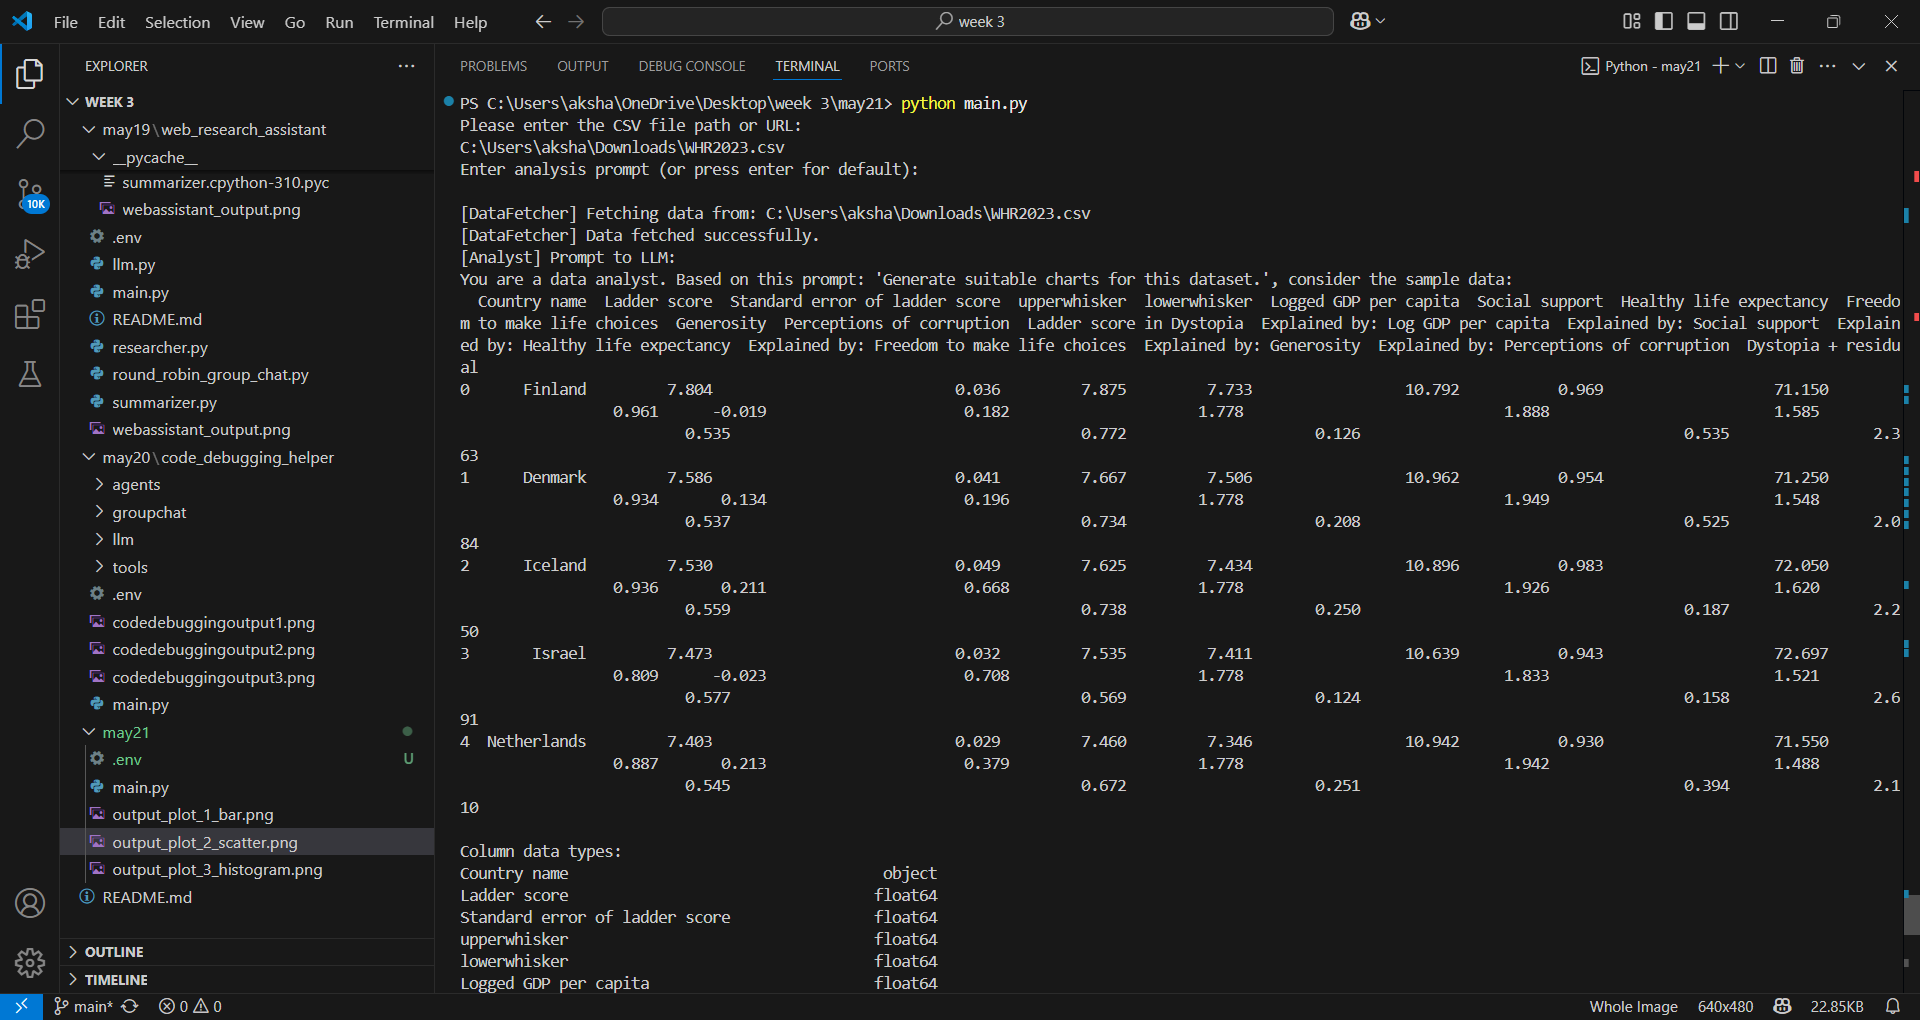 File Edit Selection View Go Run Terminal Help
week 3
EXPLORER
WEEK 3
may19\web_research_assistant
__pycache__
summarizer.cpython-310.pyc
webassistant_output.png
.env
llm.py
main.py
README.md
researcher.py
round_robin_group_chat.py
summarizer.py
webassistant_output.png
may20\code_debugging_helper
agents
groupchat
llm
tools
.env
codedebuggingoutput1.png
codedebuggingoutput2.png
codedebuggingoutput3.png
main.py
may21
.env U
main.py
output_plot_1_bar.png
output_plot_2_scatter.png
output_plot_3_histogram.png
README.md
OUTLINE
TIMELINE
10K
PROBLEMS OUTPUT DEBUG CONSOLE TERMINAL PORTS
Python - may21
PS C:\Users\aksha\OneDrive\Desktop\week 3\may21> python main.py
Please enter the CSV file path or URL:
C:\Users\aksha\Downloads\WHR2023.csv
Enter analysis prompt (or press enter for default):
[DataFetcher] Fetching data from: C:\Users\aksha\Downloads\WHR2023.csv
[DataFetcher] Data fetched successfully.
[Analyst] Prompt to LLM:
You are a data analyst. Based on this prompt: 'Generate suitable charts for this dataset.', consider the sample data:
Country name Ladder score Standard error of ladder score upperwhisker lowerwhisker Logged GDP per capita Social support Healthy life expectancy Freedo
m to make life choices Generosity Perceptions of corruption Ladder score in Dystopia Explained by: Log GDP per capita Explained by: Social support Explain
ed by: Healthy life expectancy Explained by: Freedom to make life choices Explained by: Generosity Explained by: Perceptions of corruption Dystopia + residu
al
0 Finland 7.804 0.036 7.875 7.733 10.792 0.969 71.150
0.961 -0.019 0.182 1.778 1.888 1.585
0.535 0.772 0.126 0.535 2.3
63
1 Denmark 7.586 0.041 7.667 7.506 10.962 0.954 71.250
0.934 0.134 0.196 1.778 1.949 1.548
0.537 0.734 0.208 0.525 2.0
84
2 Iceland 7.530 0.049 7.625 7.434 10.896 0.983 72.050
0.936 0.211 0.668 1.778 1.926 1.620
0.559 0.738 0.250 0.187 2.2
50
3 Israel 7.473 0.032 7.535 7.411 10.639 0.943 72.697
0.809 -0.023 0.708 1.778 1.833 1.521
0.577 0.569 0.124 0.158 2.6
91
4 Netherlands 7.403 0.029 7.460 7.346 10.942 0.930 71.550
0.887 0.213 0.379 1.778 1.942 1.488
0.545 0.672 0.251 0.394 2.1
10
Column data types:
Country name object
Ladder score float64
Standard error of ladder score float64
upperwhisker float64
lowerwhisker float64
Logged GDP per capita float64
main* 0 0 Whole Image 640x480 22.85KB